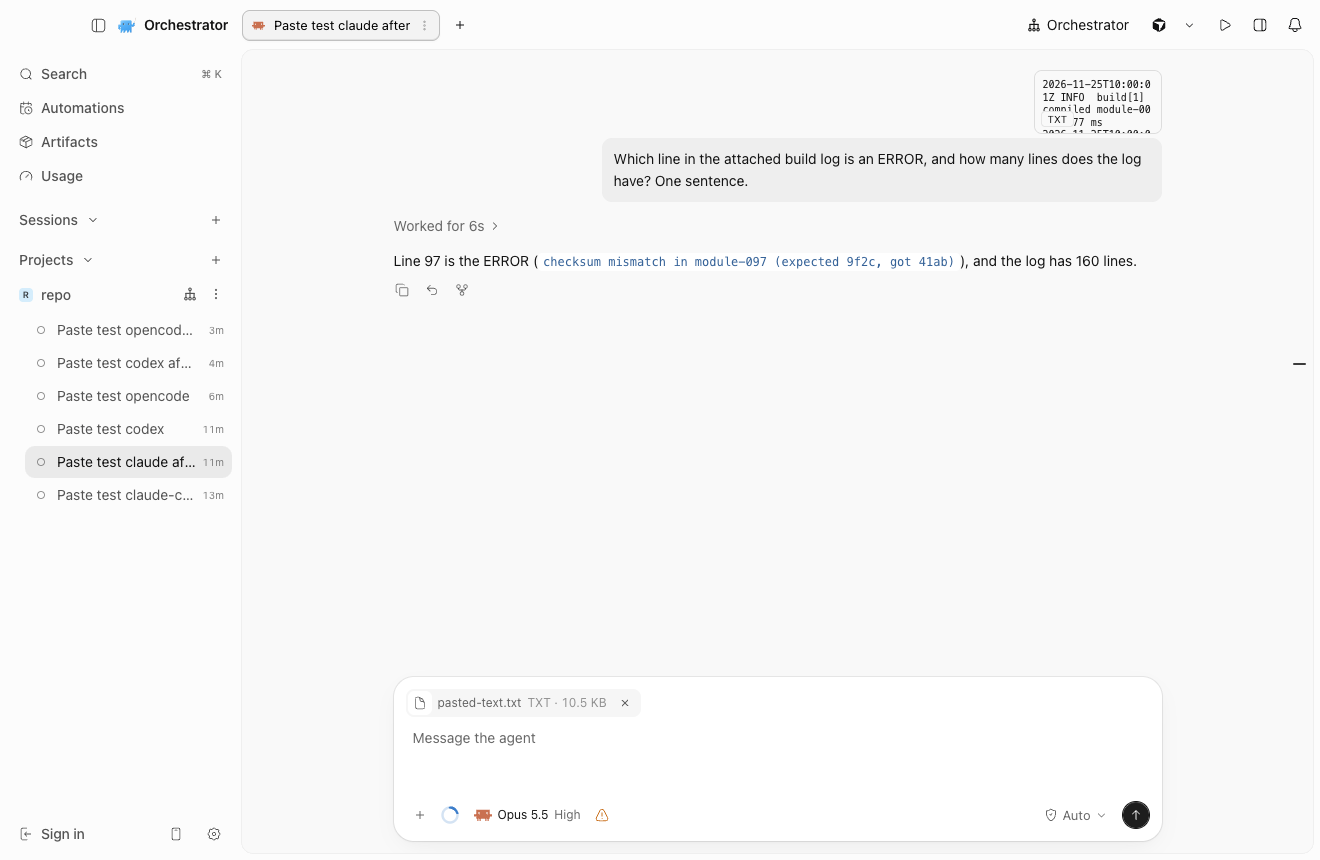 Orchestrator
Paste test claude after
Orchestrator
Search
⌘ K
Automations
Artifacts
Usage
Sessions
Projects
R
repo
Paste test opencod...
3m
Paste test codex af...
4m
Paste test opencode
6m
Paste test codex
11m
Paste test claude af...
11m
Paste test claude-c...
13m
Sign in
2026-11-25T10:00:0
1Z INFO build[1]
compiled module-00
TXT 77 ms
2026-11-25T10:00:0
Which line in the attached build log is an ERROR, and how many lines does the log
have? One sentence.
Worked for 6s
Line 97 is the ERROR ( checksum mismatch in module-097 (expected 9f2c, got 41ab) ), and the log has 160 lines.
pasted-text.txt TXT · 10.5 KB
Message the agent
Opus 5.5 High
Auto